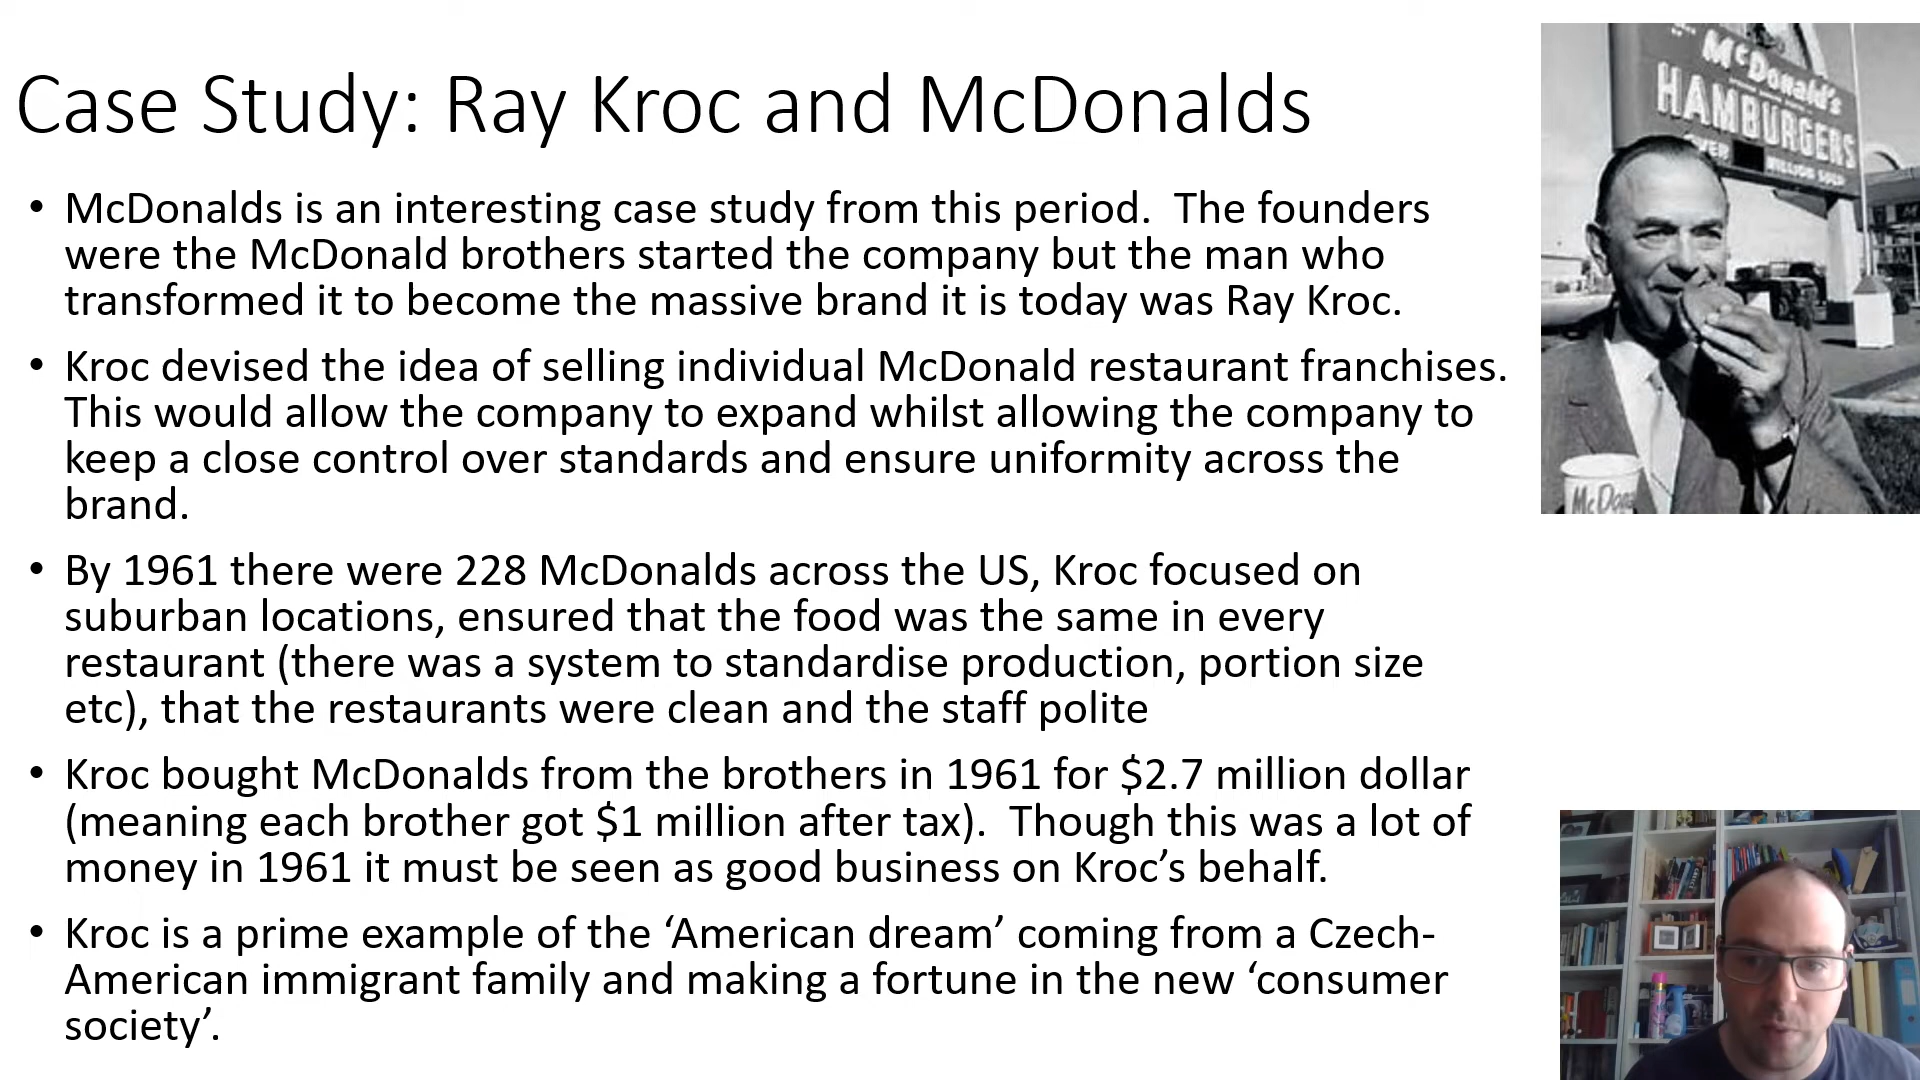 Case Study: Ray Kroc and McDonalds
• McDonalds is an interesting case study from this period.  The founders
were the McDonald brothers started the company but the man who
transformed it to become the massive brand it is today was Ray Kroc.
• Kroc devised the idea of selling individual McDonald restaurant franchises.
This would allow the company to expand whilst allowing the company to
keep a close control over standards and ensure uniformity across the
brand.
• By 1961 there were 228 McDonalds across the US, Kroc focused on
suburban locations, ensured that the food was the same in every
restaurant (there was a system to standardise production, portion size
etc), that the restaurants were clean and the staff polite
• Kroc bought McDonalds from the brothers in 1961 for $2.7 million dollar
(meaning each brother got $1 million after tax).  Though this was a lot of
money in 1961 it must be seen as good business on Kroc’s behalf.
• Kroc is a prime example of the ‘American dream’ coming from a Czech-
American immigrant family and making a fortune in the new ‘consumer
society’.
McDonald's
HAMBURGERS
MILLION SOLD